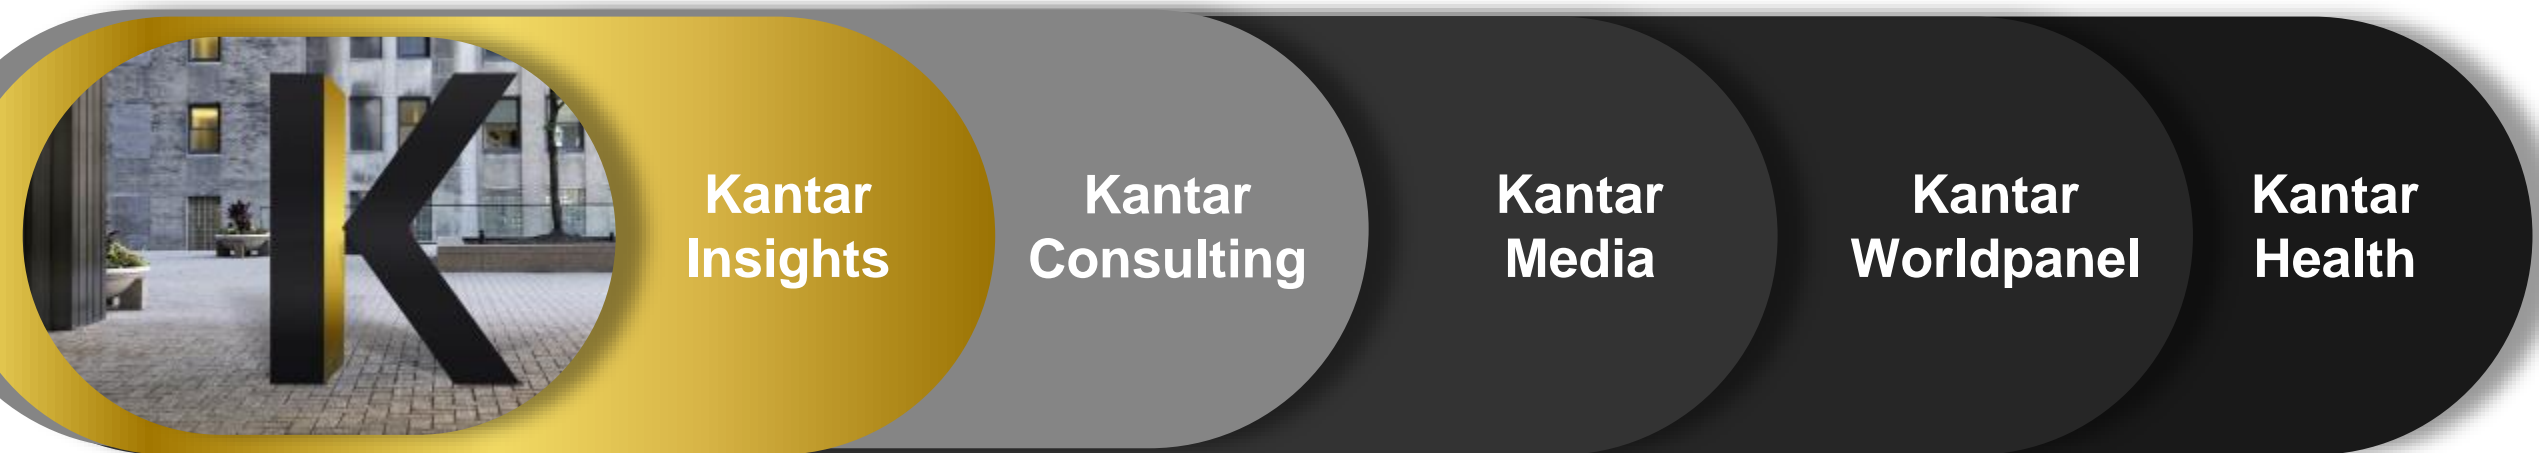 K
Kantar
Insights
Kantar
Consulting
Kantar
Media
Kantar
Worldpanel
Kantar
Health